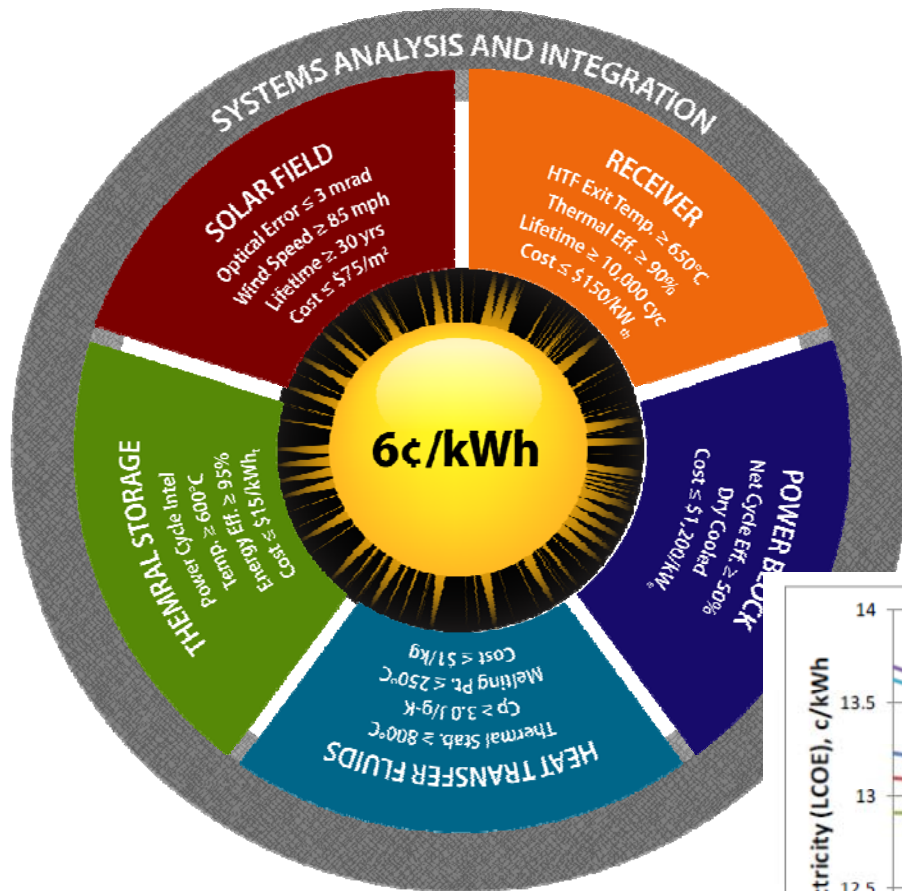 SYSTEMS ANALYSIS AND INTEGRATION
SOLAR FIELD
Optical Error ≤ 3 mrad
Wind Speed ≥ 85 mph
Lifetime ≥ 30 yrs
Cost ≤ $75/m²
RECEIVER
HTF Exit Temp. ≥ 650°C
Thermal Eff. ≥ 90%
Lifetime ≥ 10,000 cyc
Cost ≤ $150/kWth
POWER BLOCK
Net Cycle Eff. ≥ 50%
Dry Cooled
Cost ≤ $1,200/kWe
HEAT TRANSFER FLUIDS
Thermal Stab. ≥ 800°C
Cp ≥ 3.0 J/g-K
Melting Pt. ≤ 250°C
Cost ≤ $1/kg
THEMRAL STORAGE
Power Cycle Intel
Temp. ≥ 600°C
Energy Eff. ≥ 95%
Cost ≤ $15/kWht
6¢/kWh
14
13.5
13
12.5
tricity (LCOE), c/kWh